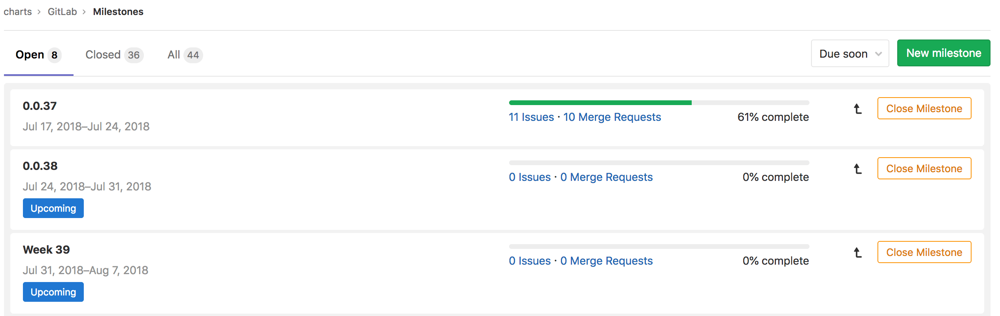 charts > GitLab > Milestones
Open 8 Closed 36 All 44 Due soon New milestone
0.0.37
Jul 17, 2018–Jul 24, 2018
11 Issues · 10 Merge Requests 61% complete
Close Milestone
0.0.38
Jul 24, 2018–Jul 31, 2018
Upcoming
0 Issues · 0 Merge Requests 0% complete
Close Milestone
Week 39
Jul 31, 2018–Aug 7, 2018
Upcoming
0 Issues · 0 Merge Requests 0% complete
Close Milestone